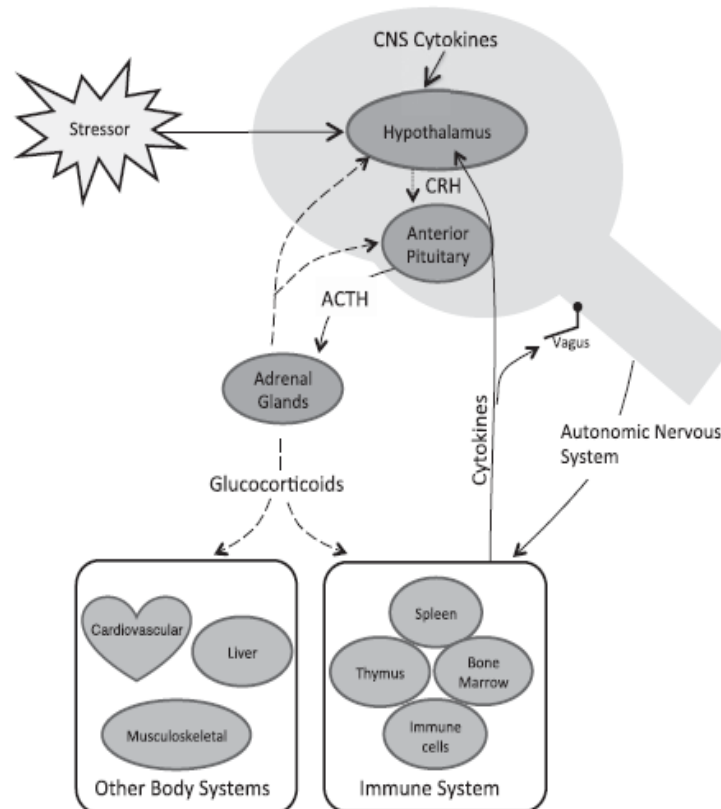 CNS Cytokines
Stressor
Hypothalamus
CRH
Anterior
Pituitary
ACTH
Vagus
Adrenal
Glands
Cytokines
Autonomic Nervous
System
Glucocorticoids
Cardiovascular
Liver
Musculoskeletal
Other Body Systems
Spleen
Thymus
Bone
Marrow
Immune
cells
Immune System